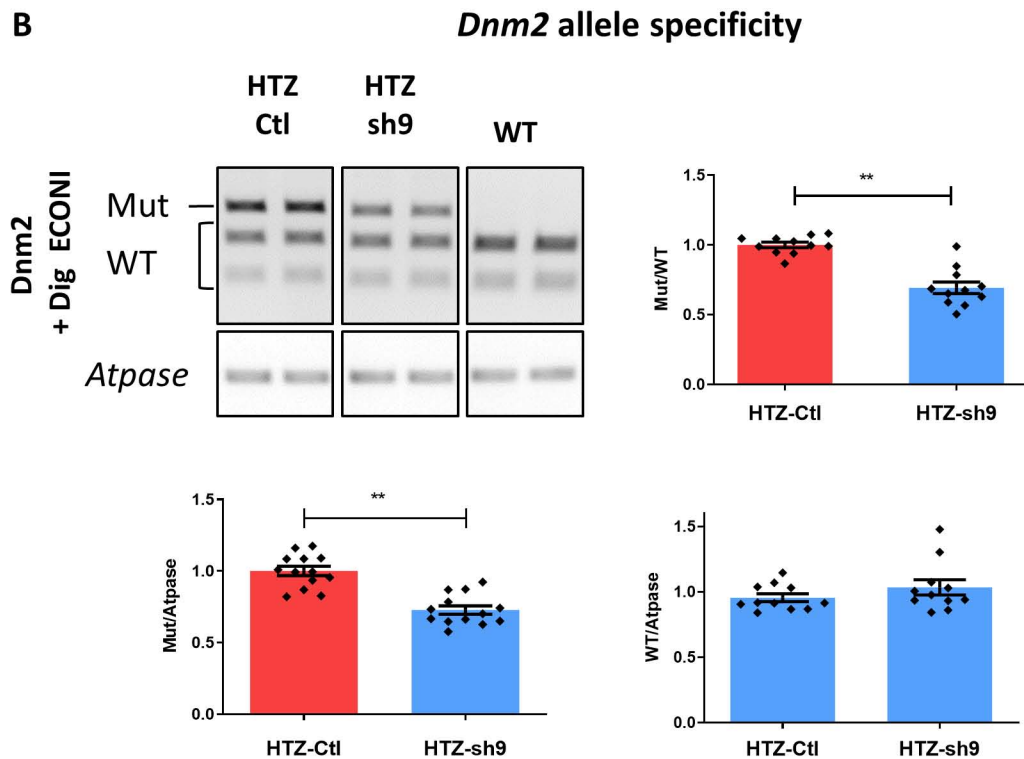 B
Dnm2 allele specificity
HTZ
Ctl
HTZ
sh9
WT
Dnm2
+ Dig ECONI
Mut
WT
Atpase
Mut/WT
1.5
1.0
0.5
0.0
**
HTZ-Ctl
HTZ-sh9
Mut/Atpase
1.5
1.0
0.5
0.0
**
HTZ-Ctl
HTZ-sh9
WT/Atpase
1.5
1.0
0.5
0.0
HTZ-Ctl
HTZ-sh9